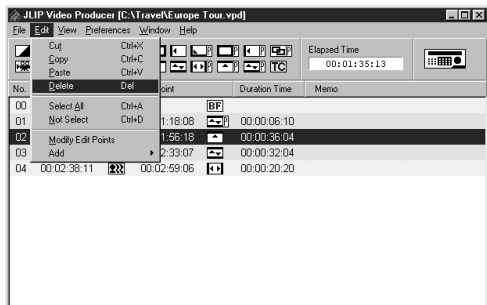 JLIP Video Producer [C:\Travel\Europe Tour.vpd]
File Edit View Preferences Window Help
Cut Ctrl+X
Copy Ctrl+C
Paste Ctrl+V
Delete Del
Select All Ctrl+A
Not Select Ctrl+D
Modify Edit Points
Add
P P P
P P P TC
Elapsed Time
00:01:35:13
No. oint Duration Time Memo
00 BF
01 1:18:08 P 00:00:06:10
02 1:56:18 00:00:36:04
03 2:33:07 00:00:32:04
04 00:02:38:11 00:02:59:06 00:00:20:20